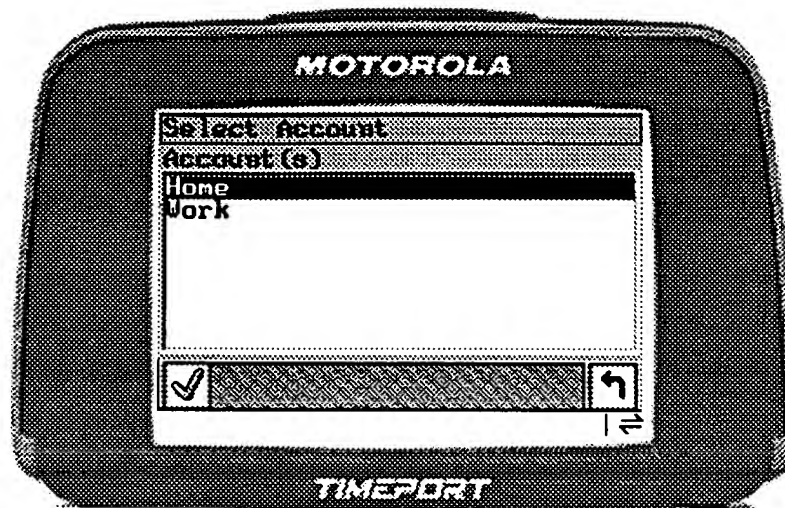 MOTOROLA
Select Account
Account(s)
Home
Work
TIMEPORT